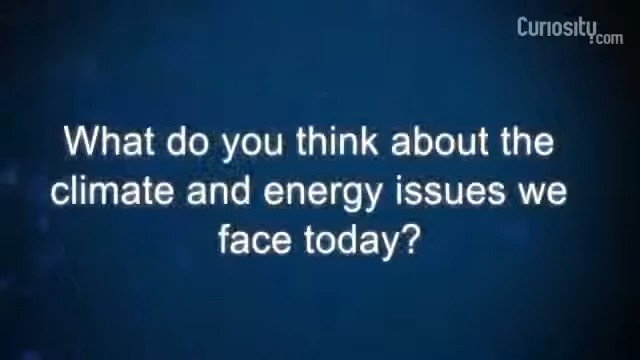 Curiosity.com
What do you think about the
climate and energy issues we
face today?